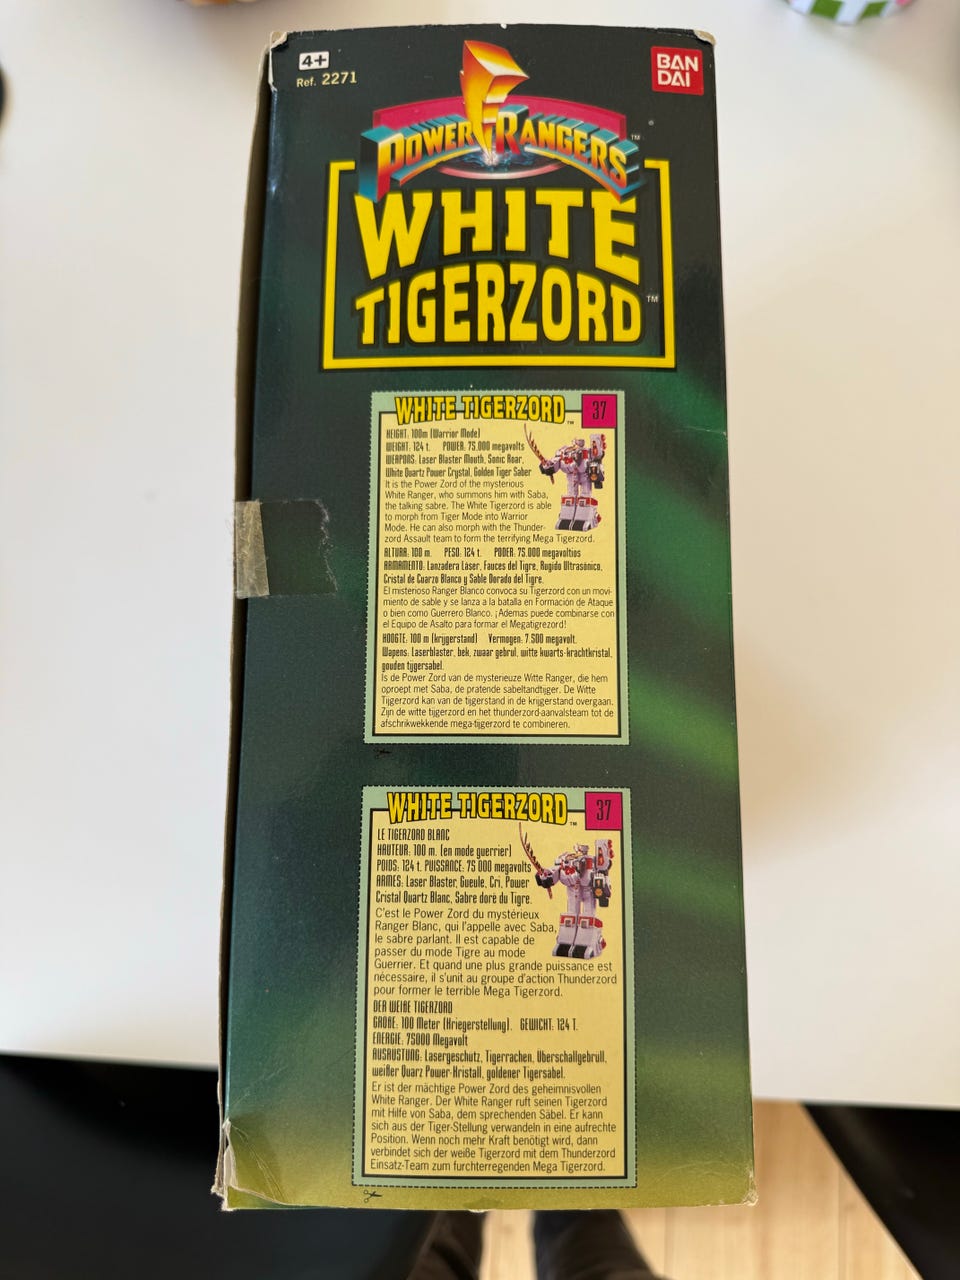 4+
Ref. 2271
BAN
DAI
POWER RANGERS™
WHITE
TIGERZORD™
WHITE TIGERZORD™ 37
HEIGHT: 100m (Warrior Mode)
WEIGHT: 124 t. POWER: 75.000 megavolts
WEAPONS: Laser Blaster Mouth, Sonic Roar,
White Quartz Power Crystal, Golden Tiger Saber
It is the Power Zord of the mysterious
White Ranger, who summons him with Saba,
the talking sabre. The White Tigerzord is able
to morph from Tiger Mode into Warrior
Mode. He can also morph with the Thunder-
zord Assault team to form the terrifying Mega Tigerzord.
ALTURA: 100 m. PESO: 124 t. PODER: 75.000 megavoltios
ARMAMENTO: Lanzadera Láser, Fauces del Tigre, Rugido Ultrasónico,
Cristal de Cuarzo Blanco y Sable Dorado del Tigre.
El misterioso Ranger Blanco convoca su Tigerzord con un movi-
miento de sable y se lanza a la batalla en Formación de Ataque
o bien como Guerrero Blanco. ¡Ademas puede combinarse con
el Equipo de Asalto para formar el Megatigrezord!
HOOGTE: 100 m (krijgerstand) Vermogen: 7.500 megavolt.
Wapens: Laserblaster, bek, zwaar gebrul, witte kwarts-krachtkristal,
gouden tijgersabel.
Is de Power Zord van de mysterieuze Witte Ranger, die hem
oproept met Saba, de pratende sabeltandtijger. De Witte
Tijgerzord kan van de tijgerstand in de krijgerstand overgaan.
Zijn de witte tijgerzord en het thunderzord-aanvalsteam tot de
afschrikwekkende mega-tijgerzord te combineren.
WHITE TIGERZORD™ 37
LE TIGERZORD BLANC
HAUTEUR: 100 m. (en mode guerrier)
POIDS: 124 t. PUISSANCE: 75 000 megavolts
ARMES: Laser Blaster, Gueule, Cri, Power
Cristal Quartz Blanc, Sabre doré du Tigre.
C'est le Power Zord du mystérieux
Ranger Blanc, qui l'appelle avec Saba,
le sabre parlant. Il est capable de
passer du mode Tigre au mode
Guerrier. Et quand une plus grande puissance est
nécessaire, il s'unit au groupe d'action Thunderzord
pour former le terrible Mega Tigerzord.
DER WEIßE TIGERZORD
GRÖßE: 100 Meter (Kriegerstellung). GEWICHT: 124 T.
ENERGIE: 75000 Megavolt
AUSRÜSTUNG: Lasergeschutz, Tigerrachen, Überschallgebrüll,
weißer Quarz Power-Kristall, goldener Tigersäbel.
Er ist der mächtige Power Zord des geheimnisvollen
White Ranger. Der White Ranger ruft seinen Tigerzord
mit Hilfe von Saba, dem sprechenden Säbel. Er kann
sich aus der Tiger-Stellung verwandeln in eine aufrechte
Position. Wenn noch mehr Kraft benötigt wird, dann
verbindet sich der weiße Tigerzord mit dem Thunderzord
Einsatz-Team zum furchterregenden Mega Tigerzord.